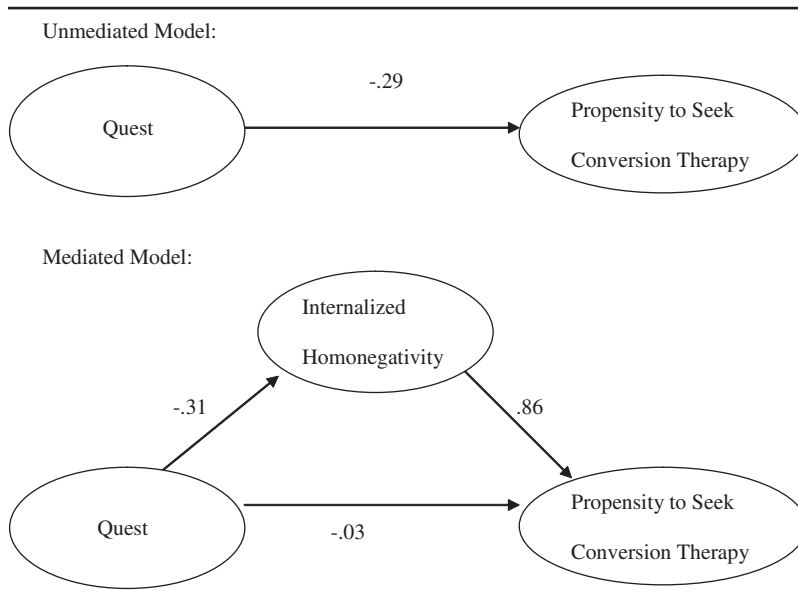 Unmediated Model:
-.29
Quest
Propensity to Seek
Conversion Therapy
Mediated Model:
Internalized
Homonegativity
-.31
.86
Quest
-.03
Propensity to Seek
Conversion Therapy